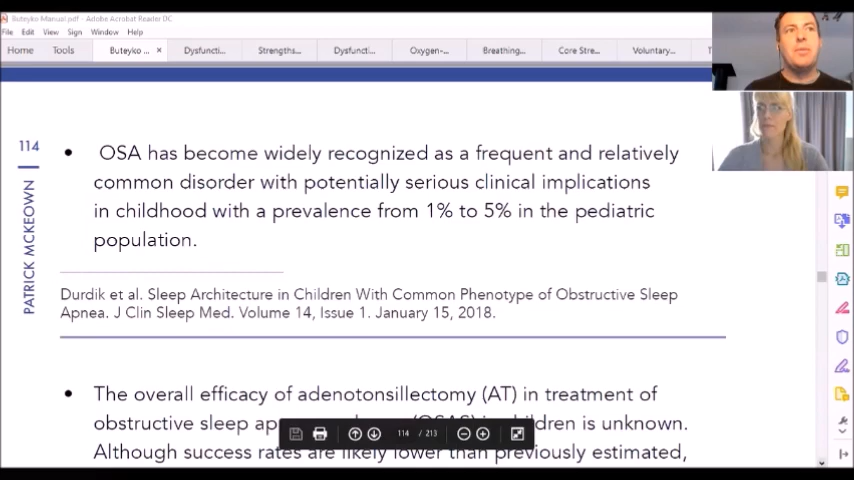 Buteyko Manual.pdf - Adobe Acrobat Reader DC
File Edit View Sign Window Help
Home Tools Buteyko ... × Dysfuncti... Strengths... Dysfuncti... Oxygen-... Breathing... Core Stre... Voluntary... T
114
PATRICK MCKEOWN
• OSA has become widely recognized as a frequent and relatively
common disorder with potentially serious clinical implications
in childhood with a prevalence from 1% to 5% in the pediatric
population.
Durdik et al. Sleep Architecture in Children With Common Phenotype of Obstructive Sleep
Apnea. J Clin Sleep Med. Volume 14, Issue 1. January 15, 2018.
• The overall efficacy of adenotonsillectomy (AT) in treatment of
obstructive sleep children is unknown.
Although success rates are likely lower than previously estimated,
114 / 213